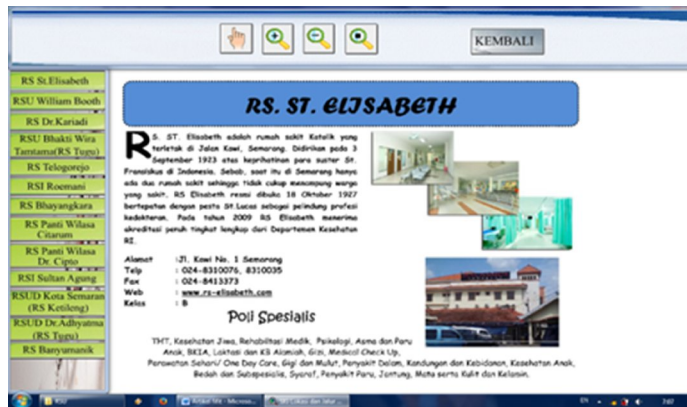 KEMBALI
RS St.Elisabeth
RSU William Booth
RS Dr.Kariadi
RSU Bhakti Wira
Tamtama(RS Tugu)
RS Telogorejo
RSI Roemani
RS Bhayangkara
RS Panti Wilasa
Citarum
RS Panti Wilasa
Dr. Cipto
RSI Sultan Agung
RSUD Kota Semaran
(RS Ketileng)
RSUD Dr.Adhyatma
(RS Tugu)
RS Banyumanik
RS. ST. ELISABETH
RS. ST. Elisabeth adalah rumah sakit Katolik yang
terletak di Jalan Kawi, Semarang. Didirikan pada 3
September 1923 atas keprihatinan para suster St.
Fransiskus di Indonesia. Sebab, saat itu di Semarang hanya
ada dua rumah sakit sehingga tidak cukup menampung warga
yang sakit. RS Elisabeth resmi dibuka 18 Oktober 1927
bertepatan dengan pesta St.Lucas sebagai pelindung profesi
kedokteran. Pada tahun 2009 RS Elisabeth menerima
akreditasi penuh tingkat lengkap dari Departemen Kesehatan
RI.
Alamat :Jl. Kawi No. 1 Semarang
Telp : 024-8310076, 8310035
Fax : 024-8413373
Web : www.rs-elisabeth.com
Kelas : B
Poli Spesialis
THT, Kesehatan Jiwa, Rehabilitasi Medik, Psikologi, Asma dan Paru
Anak, BKIA, Laktasi dan KB Alamiah, Gizi, Medical Check Up,
Perawatan Sehari/ One Day Care, Gigi dan Mulut, Penyakit Dalam, Kandungan dan Kebidanan, Kesehatan Anak,
Bedah dan Subspesialis, Syaraf, Penyakit Paru, Jantung, Mata serta Kulit dan Kelamin.
EN